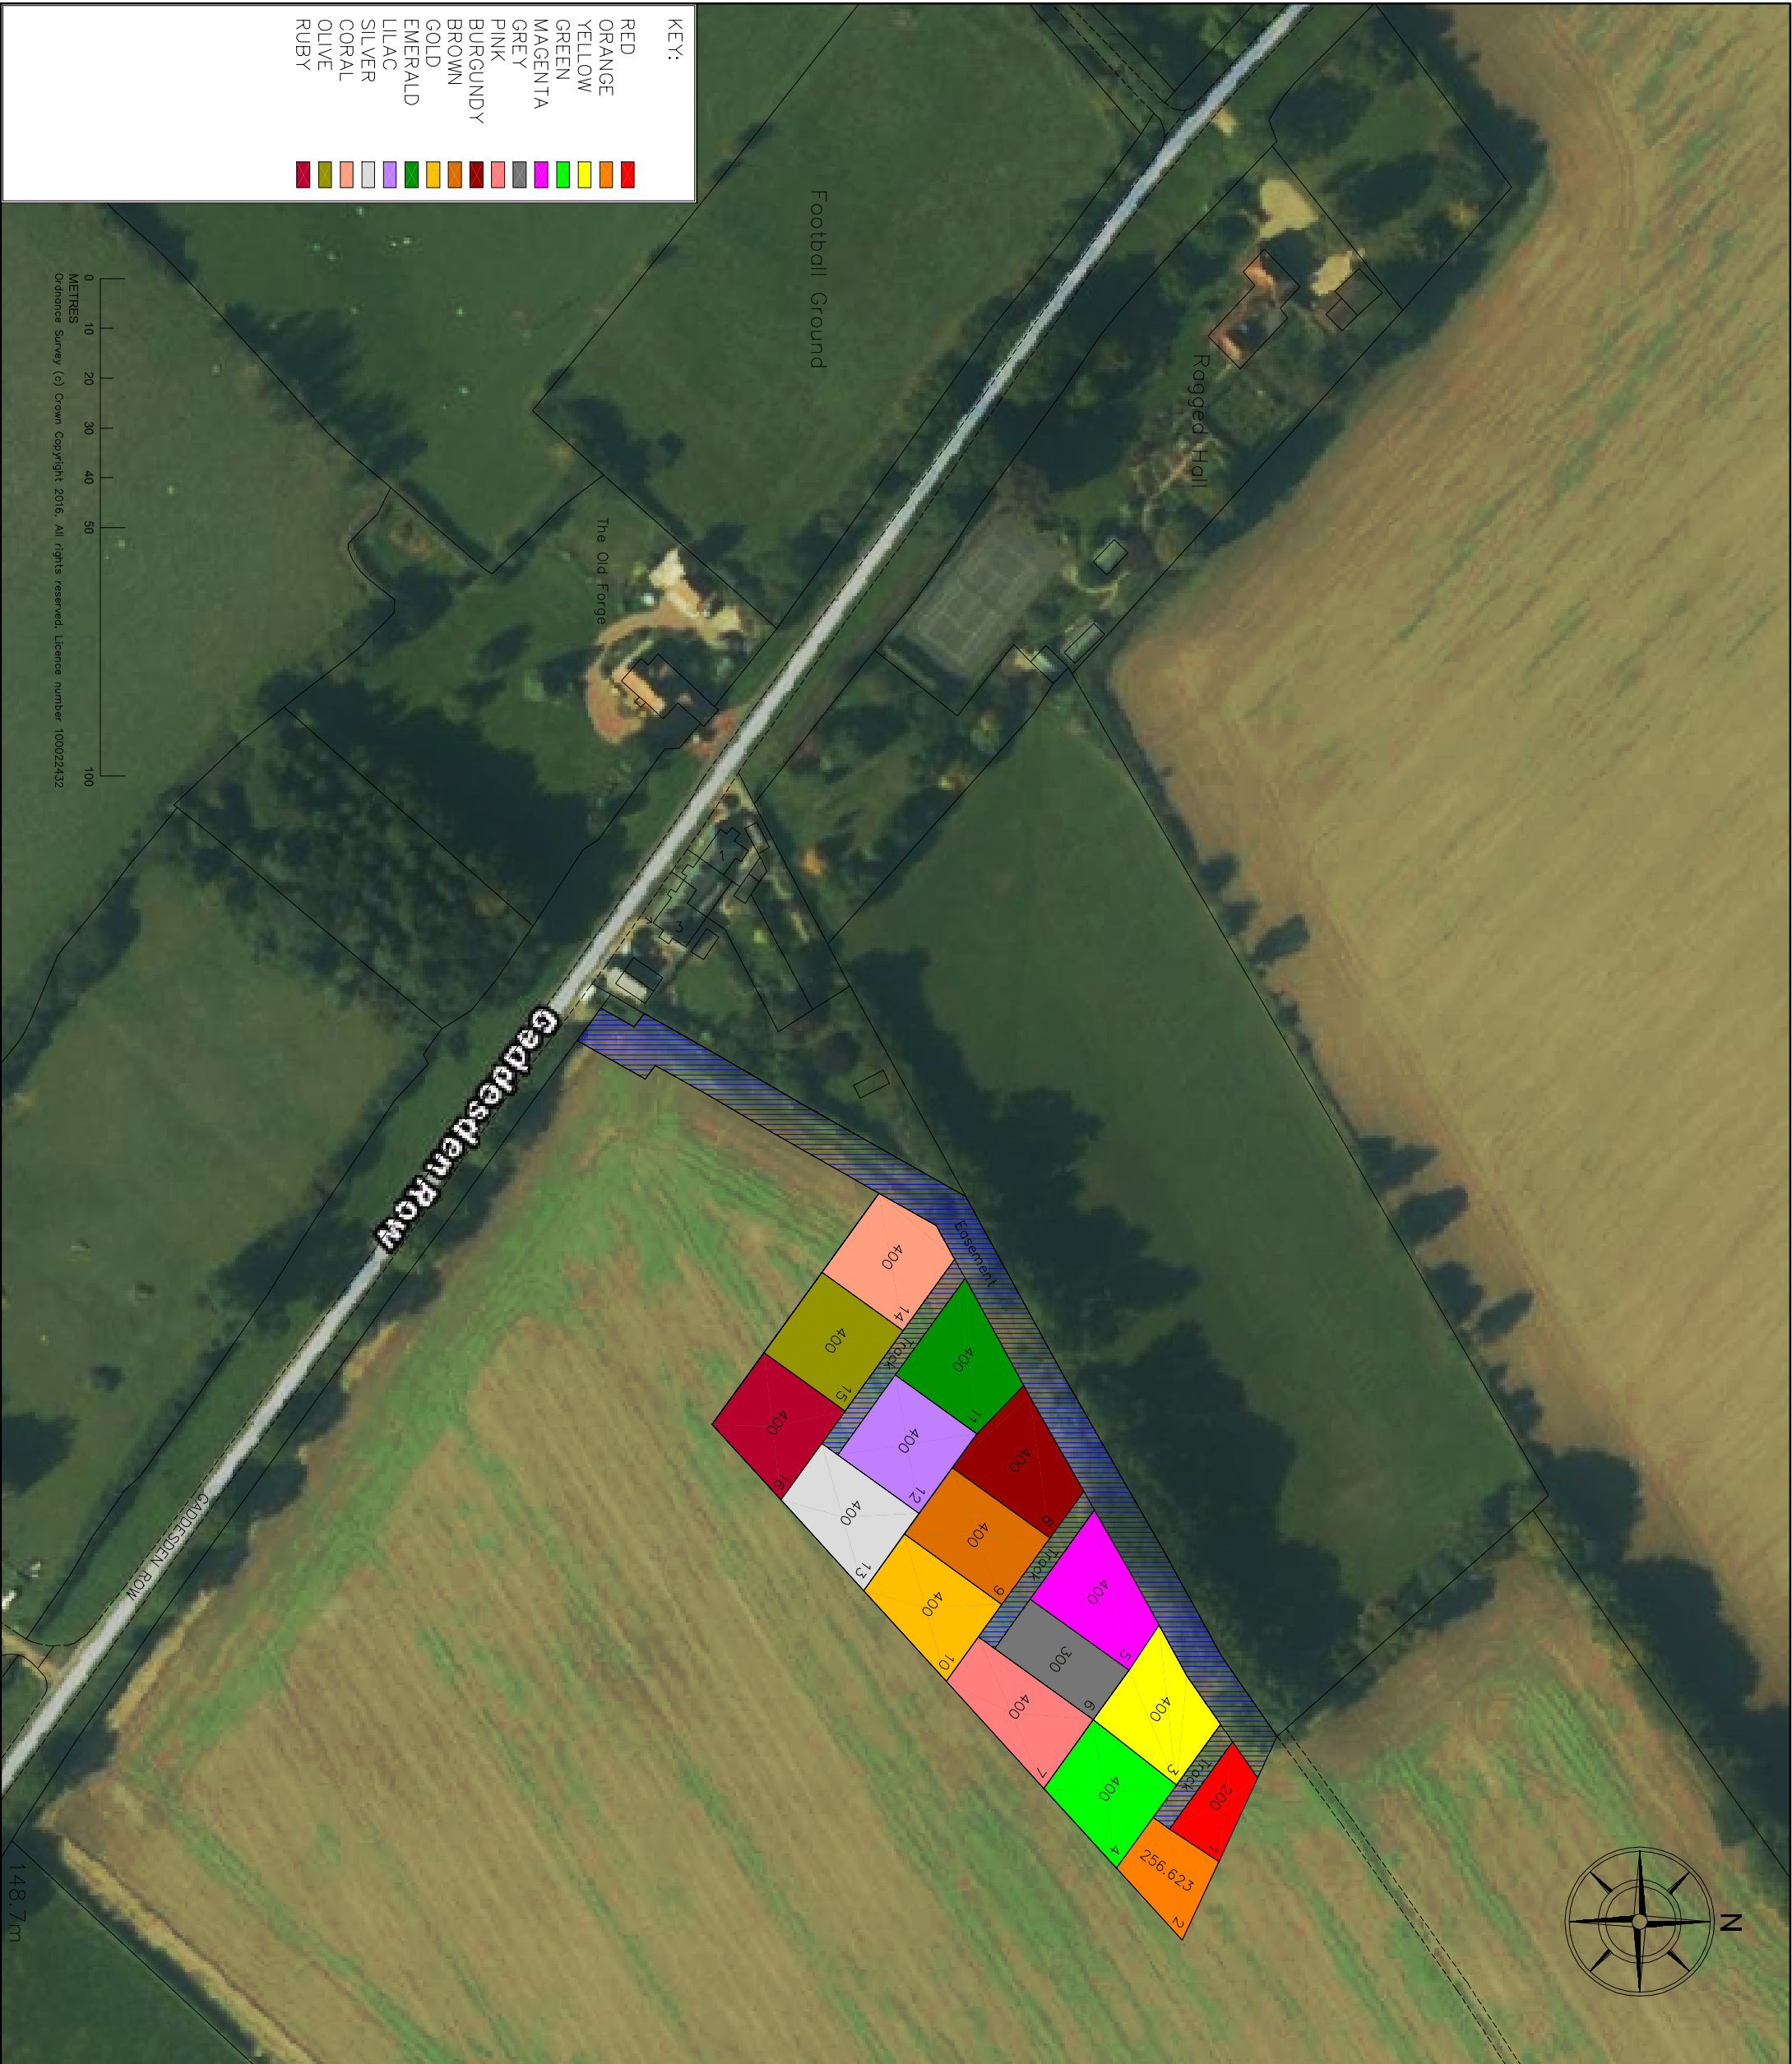 KEY:
RED
ORANGE
YELLOW
GREEN
MAGENTA
GREY
PINK
BURGUNDY
BROWN
GOLD
EMERALD
LILAC
SILVER
CORAL
OLIVE
RUBY
0 10 20 30 40 50 100
METRES
Ordnance Survey (c) Crown Copyright 2016. All rights reserved. Licence number 100022432
Football Ground
Ragged Hall
The Old Forge
1
3
Gaddesden Row
GADDESDEN ROW
148.7m
N
Easement
Track
Track
Track
200
1
256.623
2
400
3
400
4
400
5
300
6
400
7
400
8
400
9
400
10
400
11
400
12
400
13
400
14
400
15
400
16